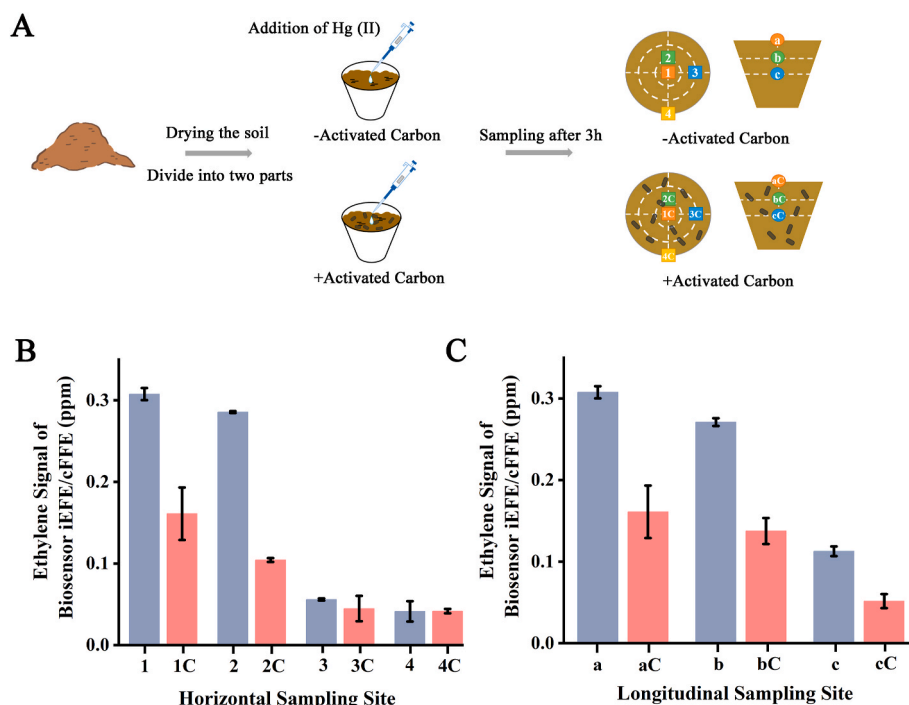 A
Addition of Hg (II)
Drying the soil
Divide into two parts
-Activated Carbon
+Activated Carbon
Sampling after 3h
2
1
3
4
a
b
c
-Activated Carbon
2C
1C
3C
4C
aC
bC
cC
+Activated Carbon
B
Ethylene Signal of
Biosensor iEFE/cFFE (ppm)
0.3
0.2
0.1
0.0
1 1C 2 2C 3 3C 4 4C
Horizontal Sampling Site
C
Ethylene Signal of
Biosensor iEFE/cFFE (ppm)
0.3
0.2
0.1
0.0
a aC b bC c cC
Longitudinal Sampling Site